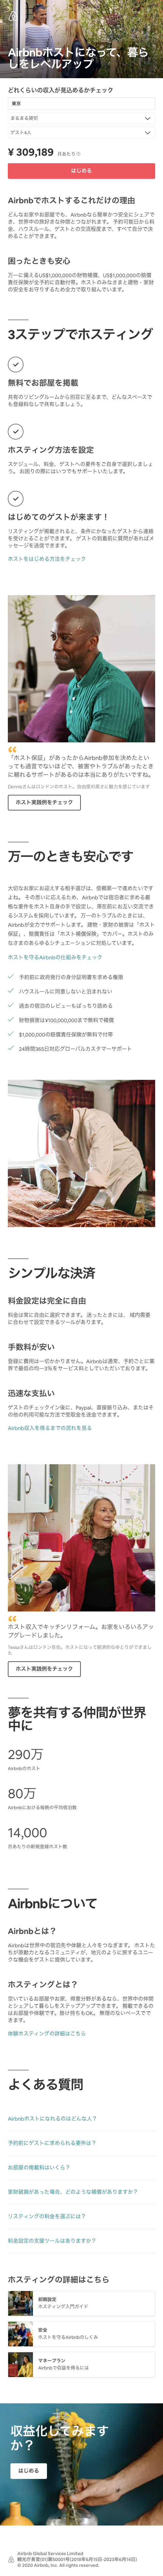 Airbnbホストになって、暮ら
しをレベルアップ
どれくらいの収入が見込めるかチェック
東京
まるまる貸切
ゲスト4人
¥ 309,189 月あたり
はじめる
Airbnbでホストするこれだけの理由
どんなお家やお部屋でも、Airbnbなら簡単かつ安全にシェアで
き、世界中の旅好きな仲間とつながれます。 予約可能日から料
金、ハウスルール、ゲストとの交流程度まで、すべて自分で決
めることができます。
困ったときも安心
万一に備えるUS$1,000,000の財物補償、US$1,000,000の賠償
責任保険が全予約に自動付帯。ホストのみなさまと建物・家財
の安全をお守りするため全力で取り組んでいます。
3ステップでホスティング
無料でお部屋を掲載
共有のリビングルームから別荘に至るまで、どんなスペースで
も登録料なしで共有しましょう。
ホスティング方法を設定
スケジュール、料金、ゲストへの要件をご自身で選択しましょ
う。 お困りの際にはいつでもサポートいたします。
はじめてのゲストが来ます！
リスティングが掲載されると、条件にかなったゲストから連絡
を受けることができます。 ゲストの到着前に質問があればメッ
セージを送信できます。
ホストをはじめる方法をチェック
「ホスト保証」があったからAirbnb参加を決めたとい
っても過言でないほどで、被害やトラブルがあったとき
に頼れるサポートがあるのは本当にありがたいですね。
Dennisさんはロンドンのホスト。自由度の高さに魅力を感じています
ホスト実践例をチェック
万一のときも安心です
大切なお家にお迎えする相手選びは、信頼第一で進めたいです
よね。 その思いに応えるため、Airbnbでは宿泊者に求める掲
載要件をホストご自身の手で設定し、滞在前にお互い交流でき
るシステムを採用しています。 万一のトラブルのときには、
Airbnbが全力でサポートします。 建物・家財の被害は「ホスト
保証」、賠償責任は「ホスト補償保険」でカバー。ホストのみ
なさまのあらゆるシチュエーションに対処しています。
ホストを守るAirbnbの仕組みをチェック
予約前に政府発行の身分証明書を求める権限
ハウスルールに同意しないと泊まれない
過去の宿泊のレビューもばっちり読める
財物損害は¥100,000,000まで無料で補償
$1,000,000の賠償責任保険が無料で付帯
24時間365日対応グローバルカスタマーサポート
シンプルな決済
料金設定は完全に自由
料金は常に自由に選択できます。 迷ったときには、 域内需要
に合わせて設定できるツールがあります。
手数料が安い
登録に費用は一切かかりません。Airbnbは通常、予約ごとに業
界で最低の均一3%をサービス料としていただいております。
迅速な支払い
ゲストのチェックイン後に、Paypal、直接振り込み、またはそ
の他の利用可能な方法で受取金を送金できます。
Airbnb収入を得るまでの流れを見る
ホスト収入でキッチンリフォーム。お家をいろいろアッ
プグレードしました。
Tessaさんはロンドン在住。ホストになって経済的なゆとりができまし
た
ホスト実践例をチェック
夢を共有する仲間が世界
中に
290万
Airbnbのホスト
80万
Airbnbにおける毎晩の平均宿泊数
14,000
月あたりの新規登録ホスト数
Airbnbについて
Airbnbとは？
Airbnbは世界中の宿泊先や体験と人々をつなぎます。 ホストた
ちが原動力となるコミュニティが、地元のように旅するユニー
クな機会をゲストに提供しています。
ホスティングとは？
空いているお部屋やお家、得意分野があるなら、世界中の仲間
とシェアして暮らしをステップアップできます。 掲載できるの
はお部屋や体験です。掛け持ちもOK。 無理のないペースでで
きます。
体験ホスティングの詳細はこちら
よくある質問
Airbnbホストになれるのはどんな人？
予約前にゲストに求められる要件は？
お部屋の掲載料はいくら？
家財破損があった場合、どのような補償がありますか？
リスティングの料金を選ぶには？
料金設定の支援ツールはありますか？
ホスティングの詳細はこちら
初期設定
ホスティング入門ガイド
安全
ホストを守るAirbnbのしくみ
マネープラン
Airbnbで収益を得るには
収益化してみます
か？
はじめる
Airbnb Global Services Limited
観光庁長官(01)第S0001号(2018年6月15日-2023年6月14日)
© 2020 Airbnb, Inc. All rights reserved.